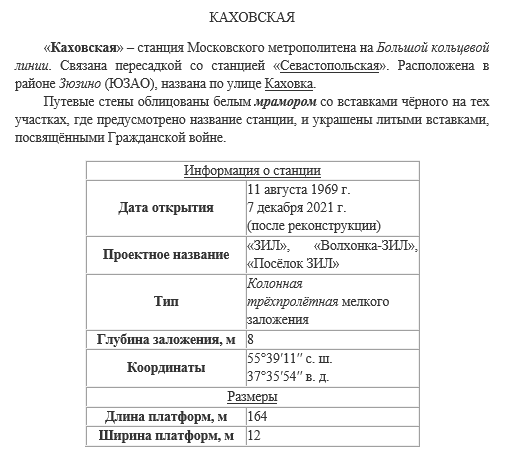 КАХОВСКАЯ
«Каховская» – станция Московского метрополитена на Большой кольцевой
линии. Связана пересадкой со станцией «Севастопольская». Расположена в
районе Зюзино (ЮЗАО), названа по улице Каховка.
Путевые стены облицованы белым мрамором со вставками чёрного на тех
участках, где предусмотрено название станции, и украшены литыми вставками,
посвящёнными Гражданской войне.
Информация о станции
Дата открытия
11 августа 1969 г.
7 декабря 2021 г.
(после реконструкции)
Проектное название
«ЗИЛ», «Волхонка-ЗИЛ»,
«Посёлок ЗИЛ»
Тип
Колонная
трёхпролётная мелкого
заложения
Глубина заложения, м 8
Координаты
55°39′11″ с. ш.
37°35′54″ в. д.
Размеры
Длина платформ, м 164
Ширина платформ, м 12